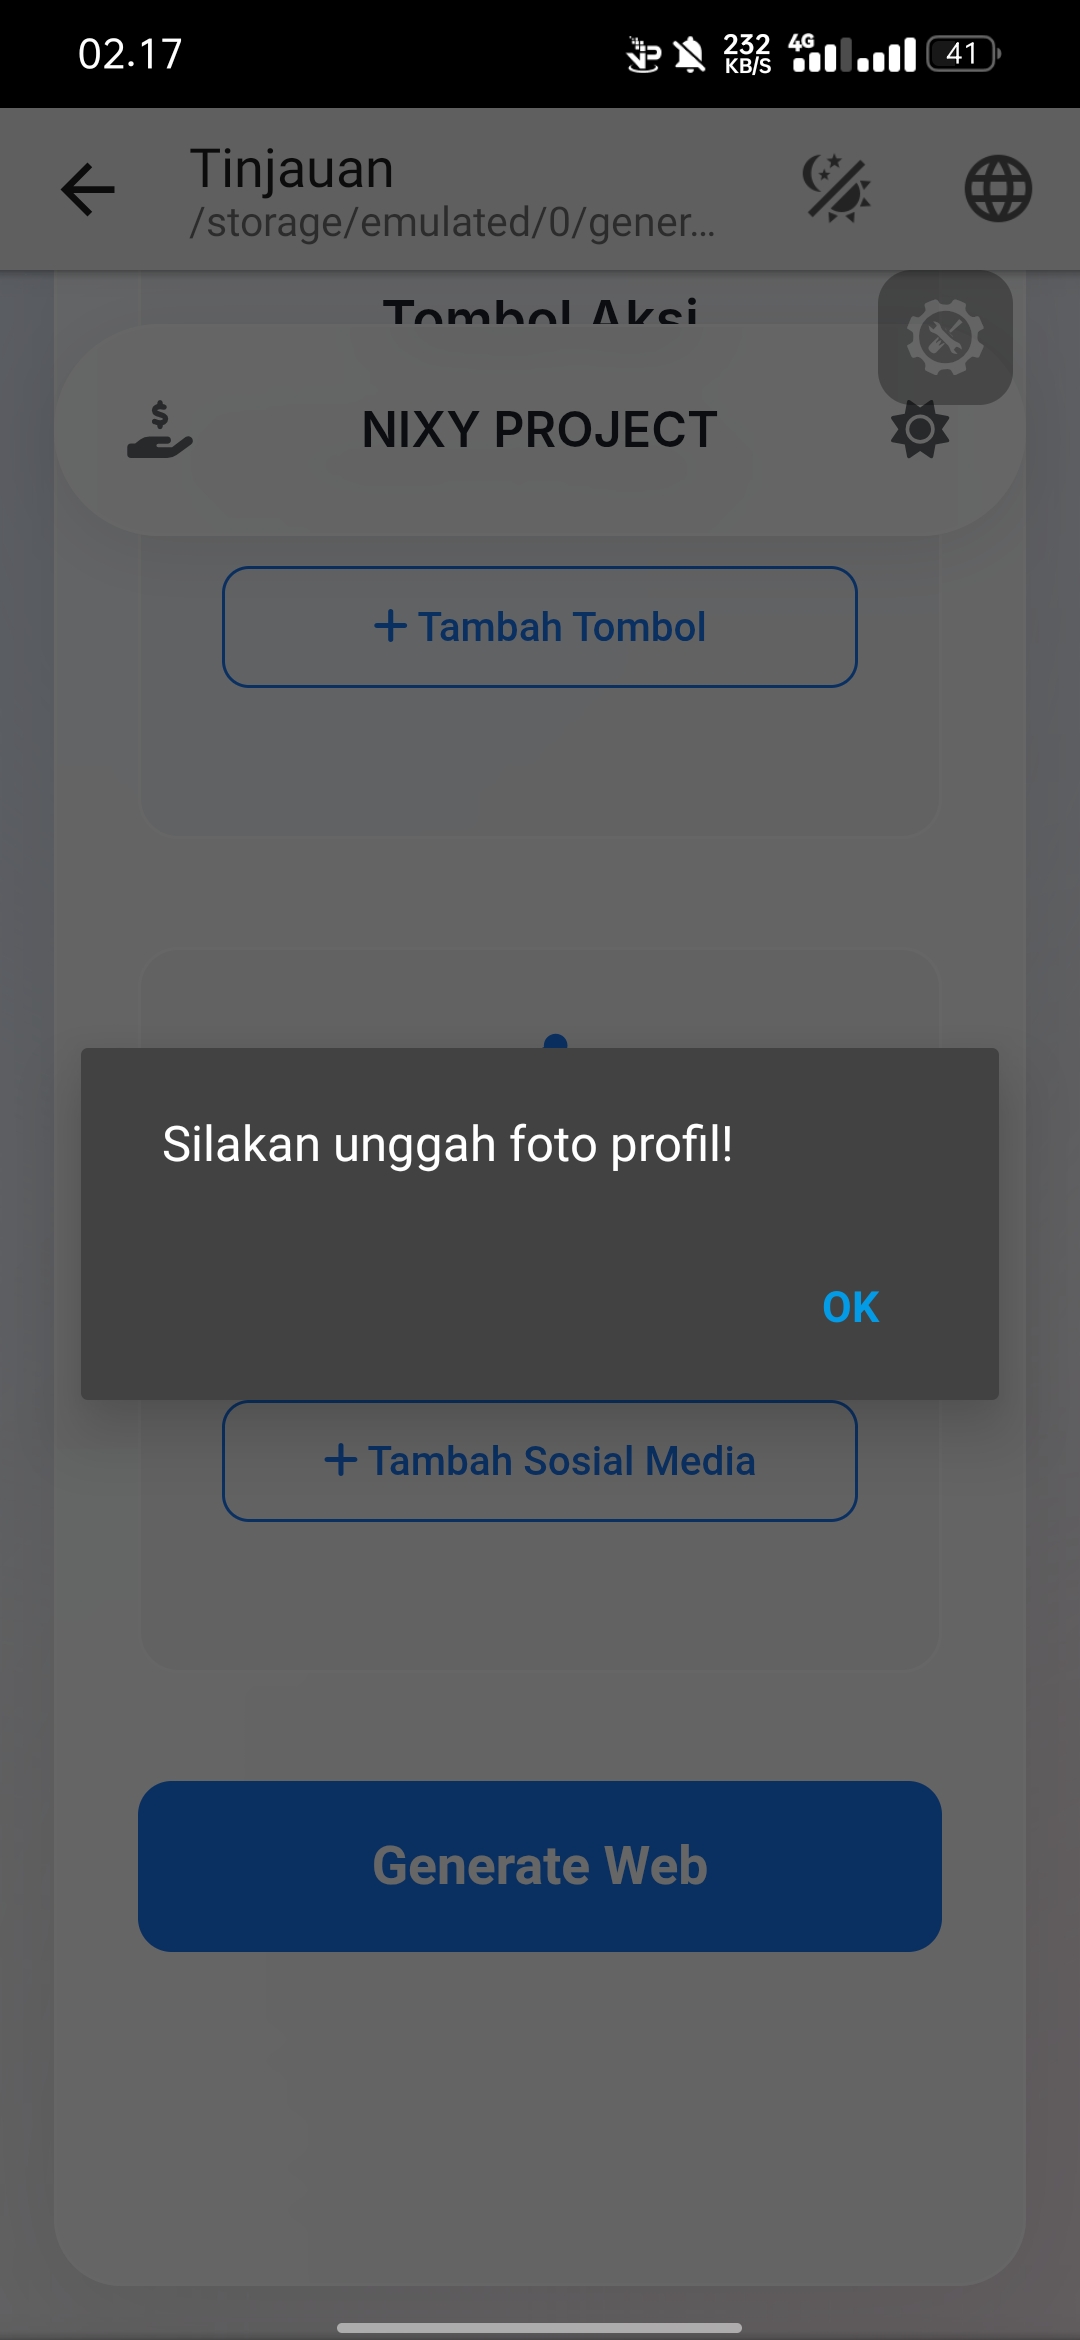 02.17
232
KB/S
4G
41
Tinjauan
/storage/emulated/0/gener...
Tombol Aksi
$
NIXY PROJECT
+ Tambah Tombol
Silakan unggah foto profil!
OK
+ Tambah Sosial Media
Generate Web